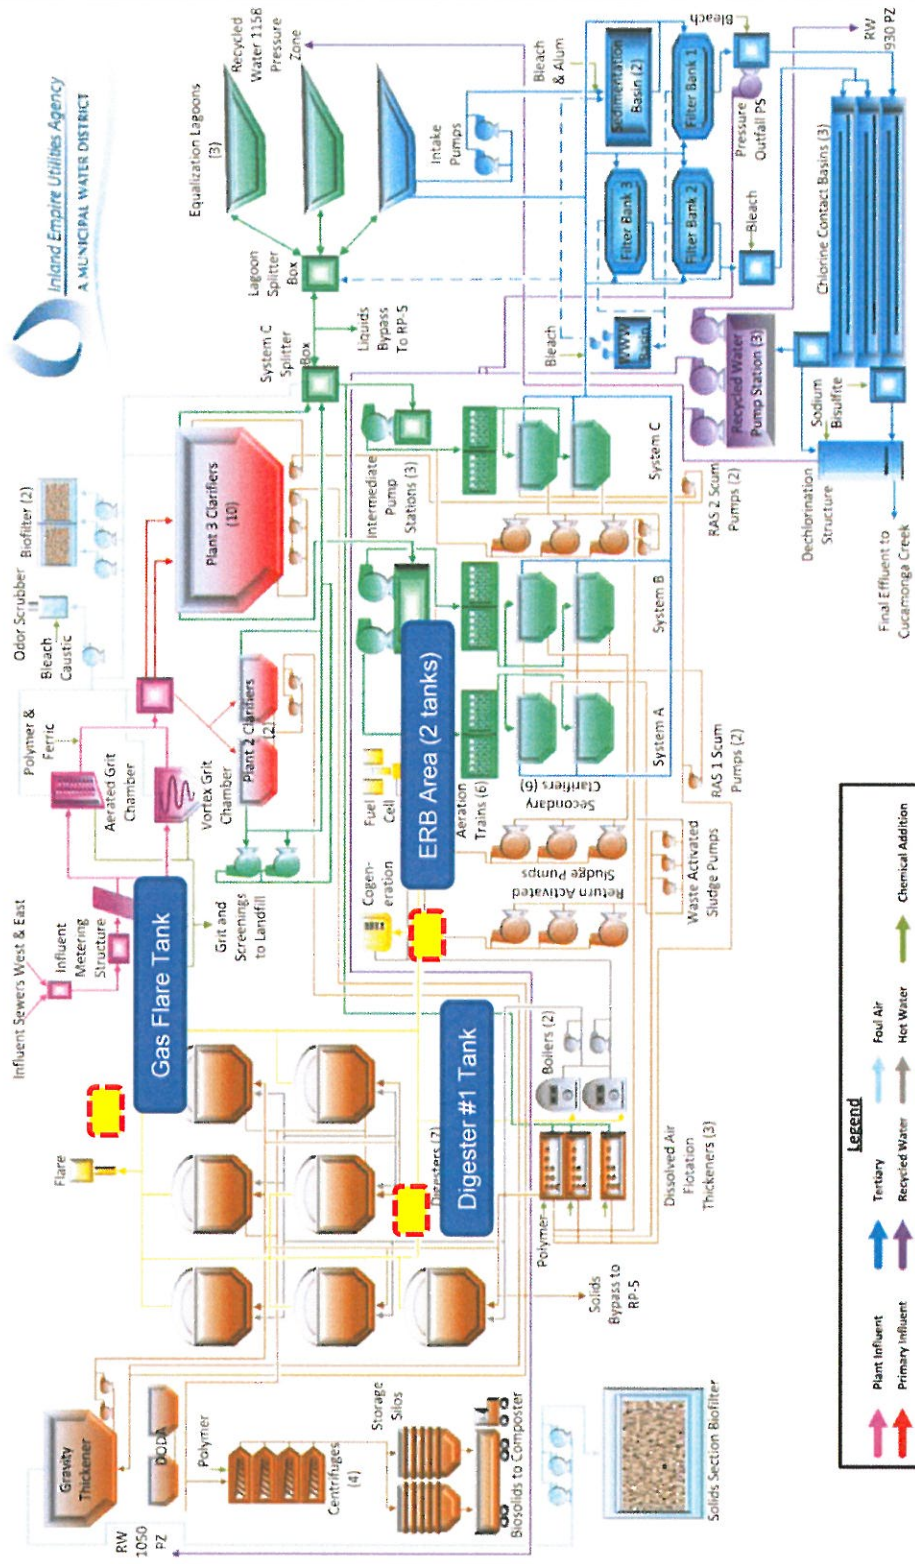 Inland Empire Utilities Agency
A MUNICIPAL WATER DISTRICT
Influent Sewers West & East
Influent
Metering
Structure
Gas Flare Tank
Grit and
Screenings
to Landfill
Polymer &
Ferric
Aerated Grit
Chamber
Vortex Grit
Chamber
Odor Scrubber
Bleach
Caustic
Biofilter (2)
Plant 2 Clarifiers
(2)
Plant 3 Clarifiers
(10)
System C
Splitter
Box
Liquids
Bypass
To RP-5
Lagoon
Splitter
Box
Equalization Lagoons
(3)
Recycled
Water 1158
Pressure
Zone
Flare
Gravity
Thickener
DODA
RW
1050
PZ
Polymer
Centrifuges
(4)
Storage
Silos
Biosolids to Composter
Solids Section Biofilter
Digesters (7)
Digester #1 Tank
Solids
Bypass to
RP-5
Polymer
Dissolved Air
Flotation
Thickeners (3)
Boilers (2)
Cogen-
eration
Fuel
Cell
ERB Area (2 tanks)
Intermediate
Pump
Stations (3)
Aeration
Trains (6)
Secondary
Clarifiers (6)
Return Activated
Sludge Pumps
Waste Activated
Sludge Pumps
System A
System B
System C
RAS 1 Scum
Pumps (2)
RAS 2 Scum
Pumps (2)
Intake
Pumps
Bleach
& Alum
Sedimentation
Basin (2)
Filter Bank 1
Filter Bank 2
Filter Bank 3
Bleach
WWW
Basin
Bleach
Pressure
Outfall PS
Bleach
RW
930 PZ
Recycled Water
Pump Station (3)
Chlorine Contact Basins (3)
Sodium
Bisulfite
Dechlorination
Structure
Final Effluent to
Cucamonga Creek
Legend
Plant Influent
Tertiary
Foul Air
Primary Influent
Recycled Water
Hot Water
Chemical Addition